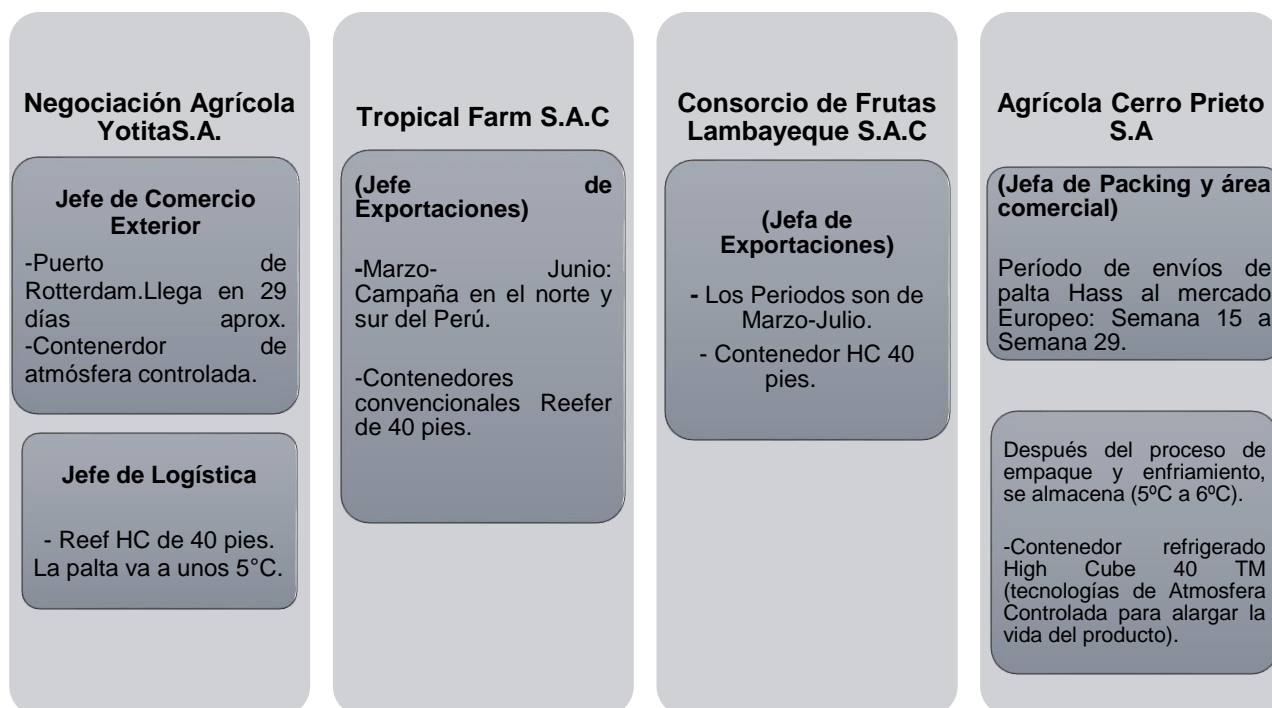 Negociación Agrícola
YotitaS.A.
Jefe de Comercio
Exterior
-Puerto de
Rotterdam.Llega en 29
días aprox.
-Contenerdor de
atmósfera controlada.
Jefe de Logística
- Reef HC de 40 pies.
La palta va a unos 5°C.
Tropical Farm S.A.C
(Jefe de
Exportaciones)
-Marzo- Junio:
Campaña en el norte y
sur del Perú.
-Contenedores
convencionales Reefer
de 40 pies.
Consorcio de Frutas
Lambayeque S.A.C
(Jefa de
Exportaciones)
- Los Periodos son de
Marzo-Julio.
- Contenedor HC 40
pies.
Agrícola Cerro Prieto
S.A
(Jefa de Packing y área
comercial)
Período de envíos de
palta Hass al mercado
Europeo: Semana 15 a
Semana 29.
Después del proceso de
empaque y enfriamiento,
se almacena (5ºC a 6ºC).
-Contenedor refrigerado
High Cube 40 TM
(tecnologías de Atmosfera
Controlada para alargar la
vida del producto).